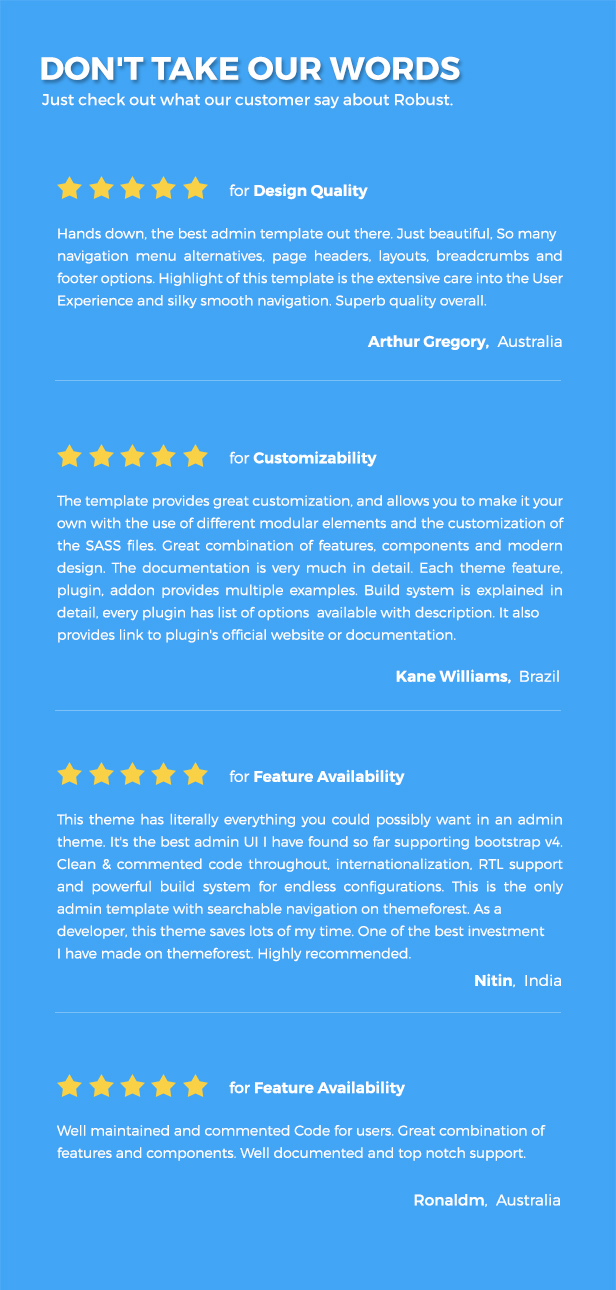 DON'T TAKE OUR WORDS
Just check out what our customer say about Robust.
for Design Quality
Hands down, the best admin template out there. Just beautiful, So many
navigation menu alternatives, page headers, layouts, breadcrumbs and
footer options. Highlight of this template is the extensive care into the User
Experience and silky smooth navigation. Superb quality overall.
Arthur Gregory, Australia
for Customizability
The template provides great customization, and allows you to make it your
own with the use of different modular elements and the customization of
the SASS files. Great combination of features, components and modern
design. The documentation is very much in detail. Each theme feature,
plugin, addon provides multiple examples. Build system is explained in
detail, every plugin has list of options available with description. It also
provides link to plugin's official website or documentation.
Kane Williams, Brazil
for Feature Availability
This theme has literally everything you could possibly want in an admin
theme. It's the best admin UI I have found so far supporting bootstrap v4.
Clean & commented code throughout, internationalization, RTL support
and powerful build system for endless configurations. This is the only
admin template with searchable navigation on themeforest. As a
developer, this theme saves lots of my time. One of the best investment
I have made on themeforest. Highly recommended.
Nitin, India
for Feature Availability
Well maintained and commented Code for users. Great combination of
features and components. Well documented and top notch support.
Ronaldm, Australia